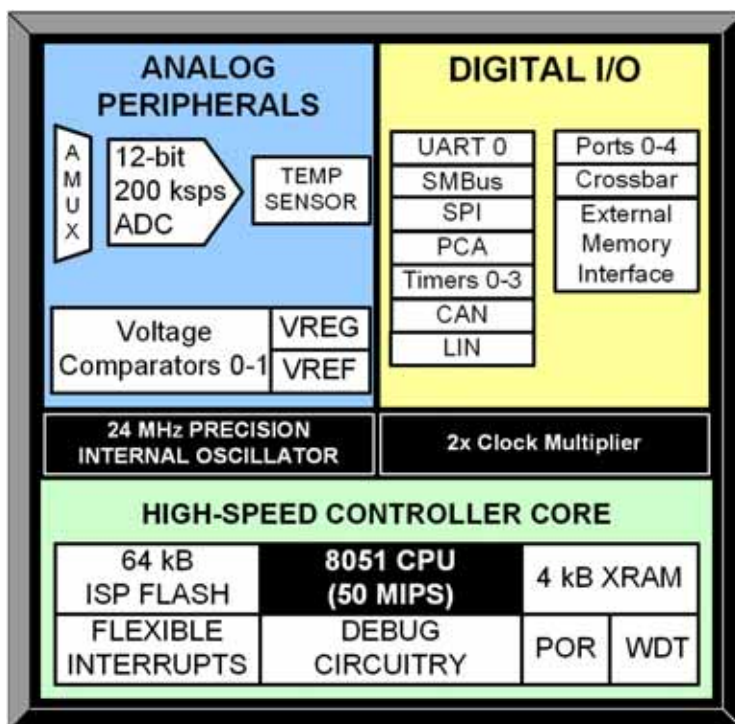 ANALOG
PERIPHERALS
AMUX
12-bit
200 ksps
ADC
TEMP
SENSOR
Voltage
Comparators 0-1
VREG
VREF
DIGITAL I/O
UART 0
SMBus
SPI
PCA
Timers 0-3
CAN
LIN
Ports 0-4
Crossbar
External
Memory
Interface
24 MHz PRECISION
INTERNAL OSCILLATOR
2x Clock Multiplier
HIGH-SPEED CONTROLLER CORE
64 kB
ISP FLASH
8051 CPU
(50 MIPS)
4 kB XRAM
FLEXIBLE
INTERRUPTS
DEBUG
CIRCUITRY
POR
WDT